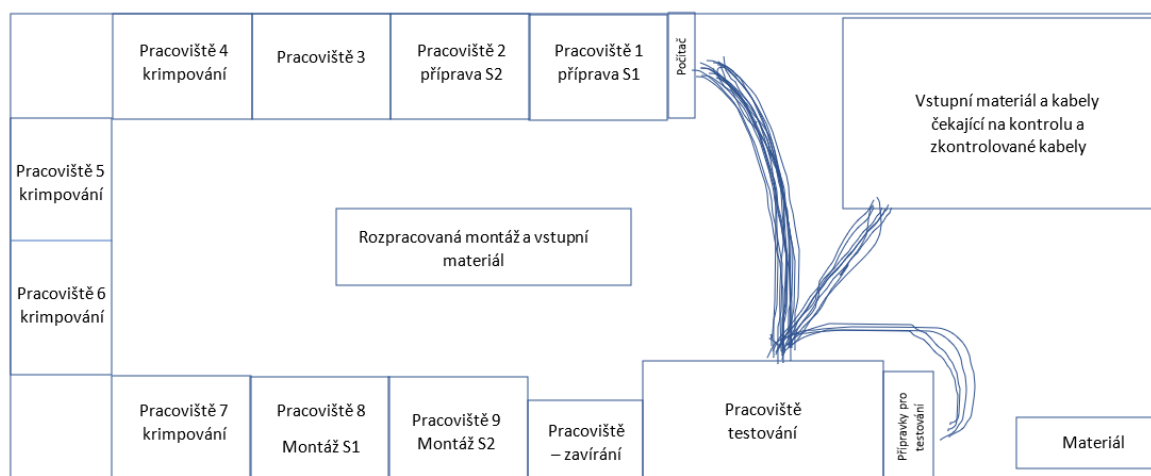 Pracoviště 4
krimpování
Pracoviště 3
Pracoviště 2
příprava S2
Pracoviště 1
příprava S1
Počítač
Vstupní materiál a kabely
čekající na kontrolu a
zkontrolované kabely
Pracoviště 5
krimpování
Rozpracovaná montáž a vstupní
materiál
Pracoviště 6
krimpování
Pracoviště 7
krimpování
Pracoviště 8
Montáž S1
Pracoviště 9
Montáž S2
Pracoviště
– zavírání
Pracoviště
testování
Přípravky pro
testování
Materiál